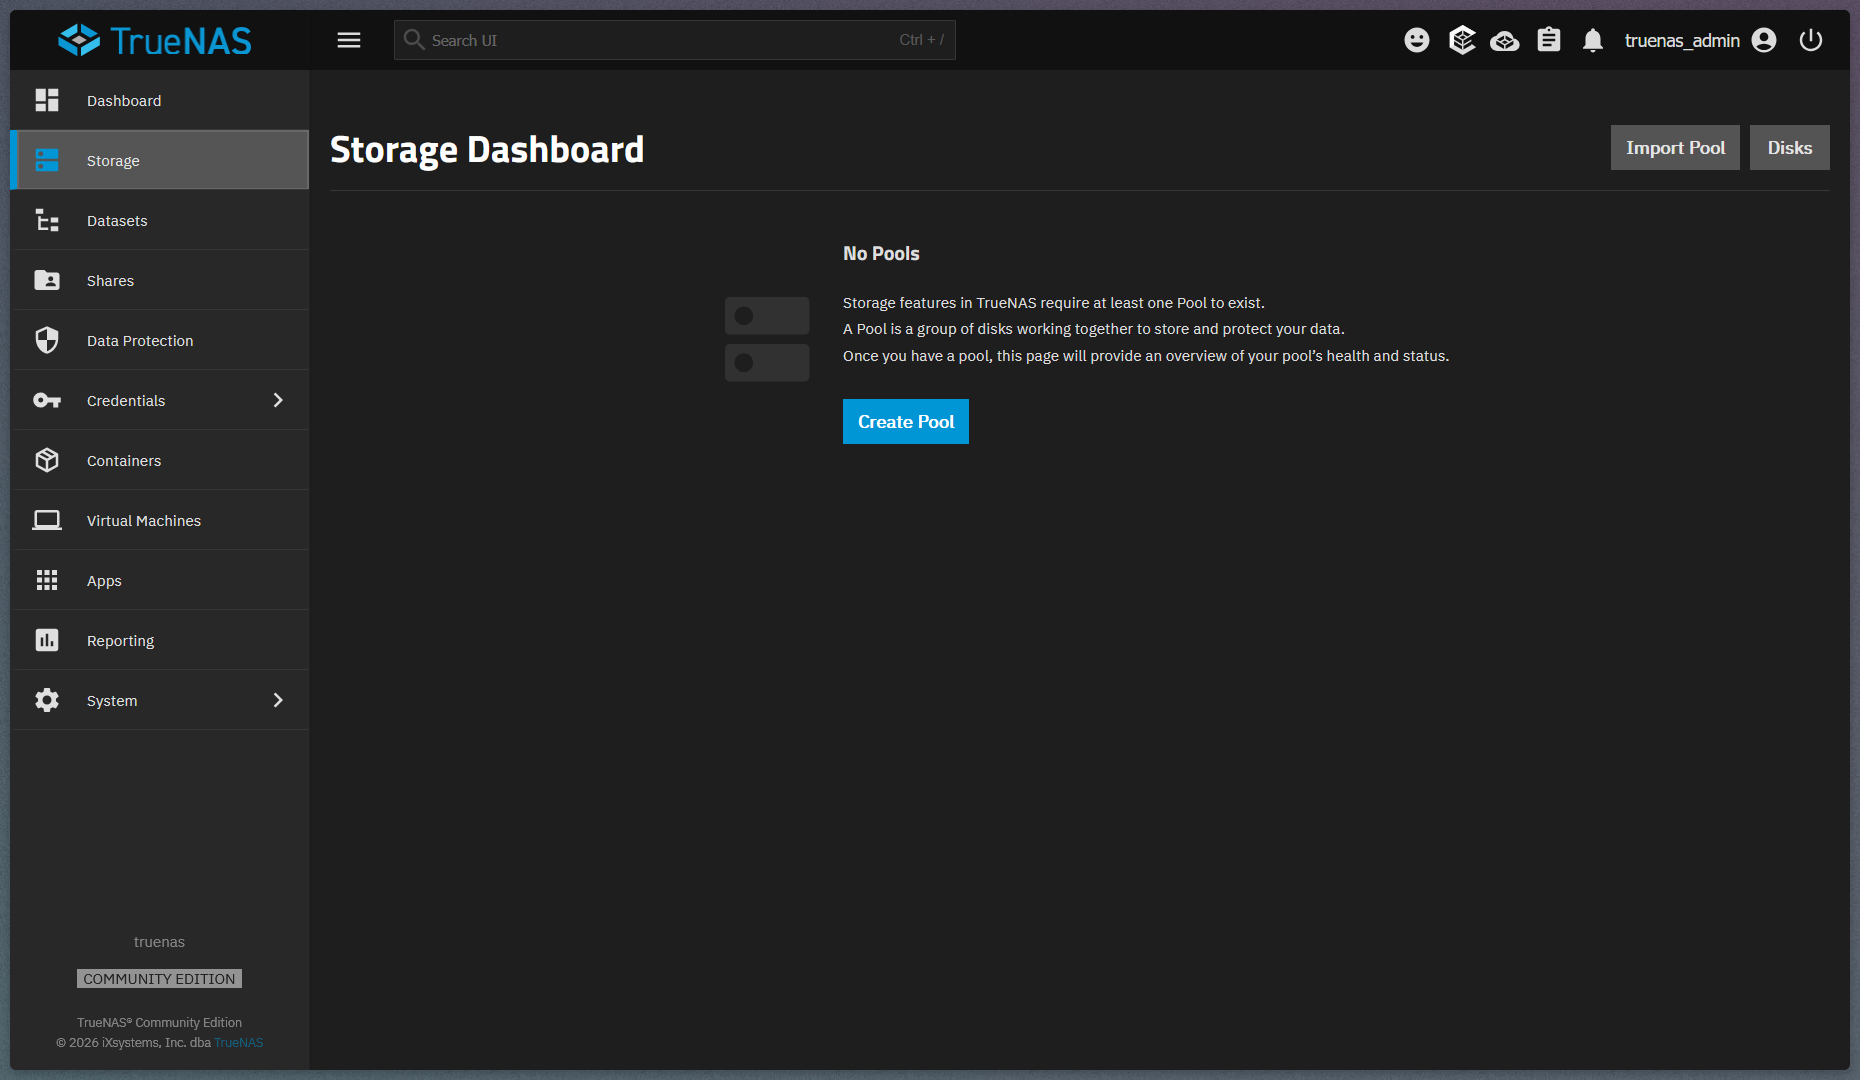 TrueNAS
Search UI
Ctrl + /
truenas_admin
Dashboard
Storage
Datasets
Shares
Data Protection
Credentials
Containers
Virtual Machines
Apps
Reporting
System
truenas
COMMUNITY EDITION
TrueNAS® Community Edition
© 2026 iXsystems, Inc. dba TrueNAS
Storage Dashboard
Import Pool
Disks
No Pools
Storage features in TrueNAS require at least one Pool to exist.
A Pool is a group of disks working together to store and protect your data.
Once you have a pool, this page will provide an overview of your pool’s health and status.
Create Pool